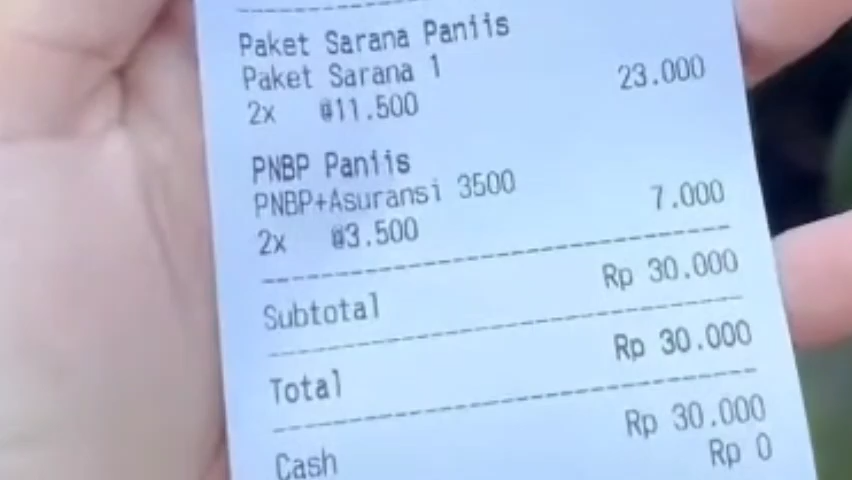 Paket Sarana Paniis
Paket Sarana 1
2x @11.500 23.000
PNBP Paniis
PNBP+Asuransi 3500
2x @3.500 7.000
Subtotal Rp 30.000
Total Rp 30.000
Cash Rp 30.000
Rp 0